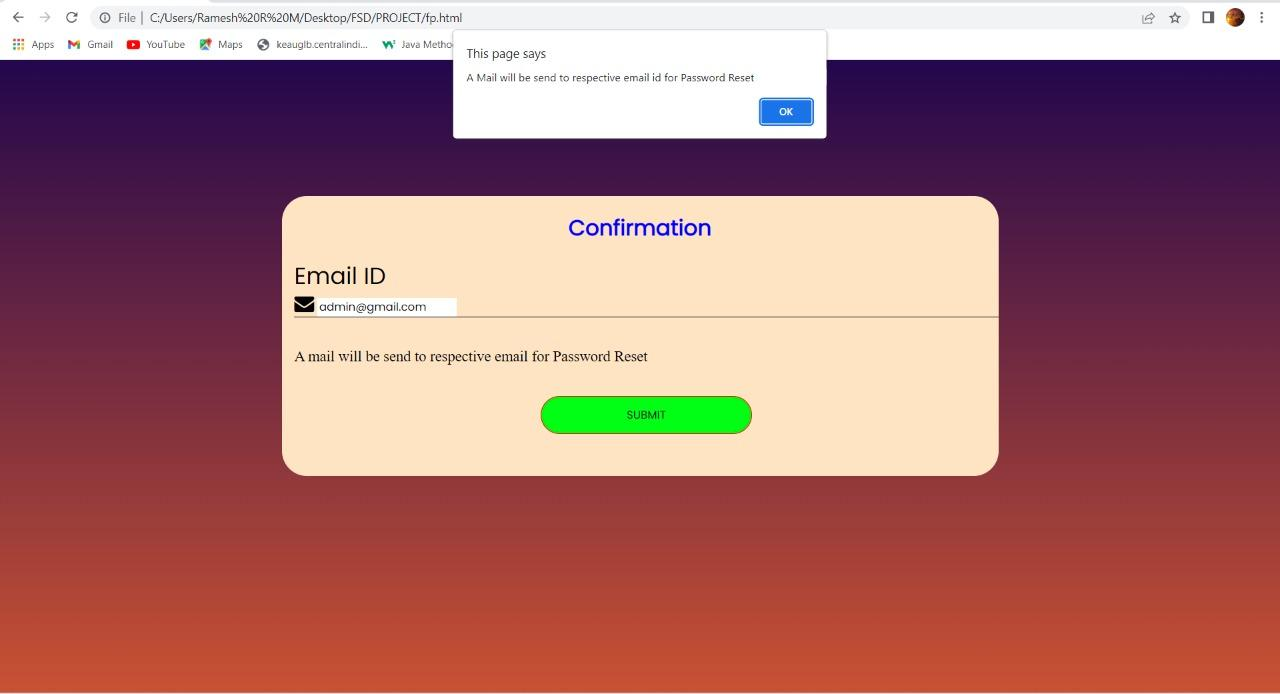 File | C:/Users/Ramesh%20R%20M/Desktop/FSD/PROJECT/fp.html
Apps Gmail YouTube Maps keauglb.centralindi... Java Metho
This page says
A Mail will be send to respective email id for Password Reset
OK
Confirmation
Email ID
admin@gmail.com
A mail will be send to respective email for Password Reset
SUBMIT